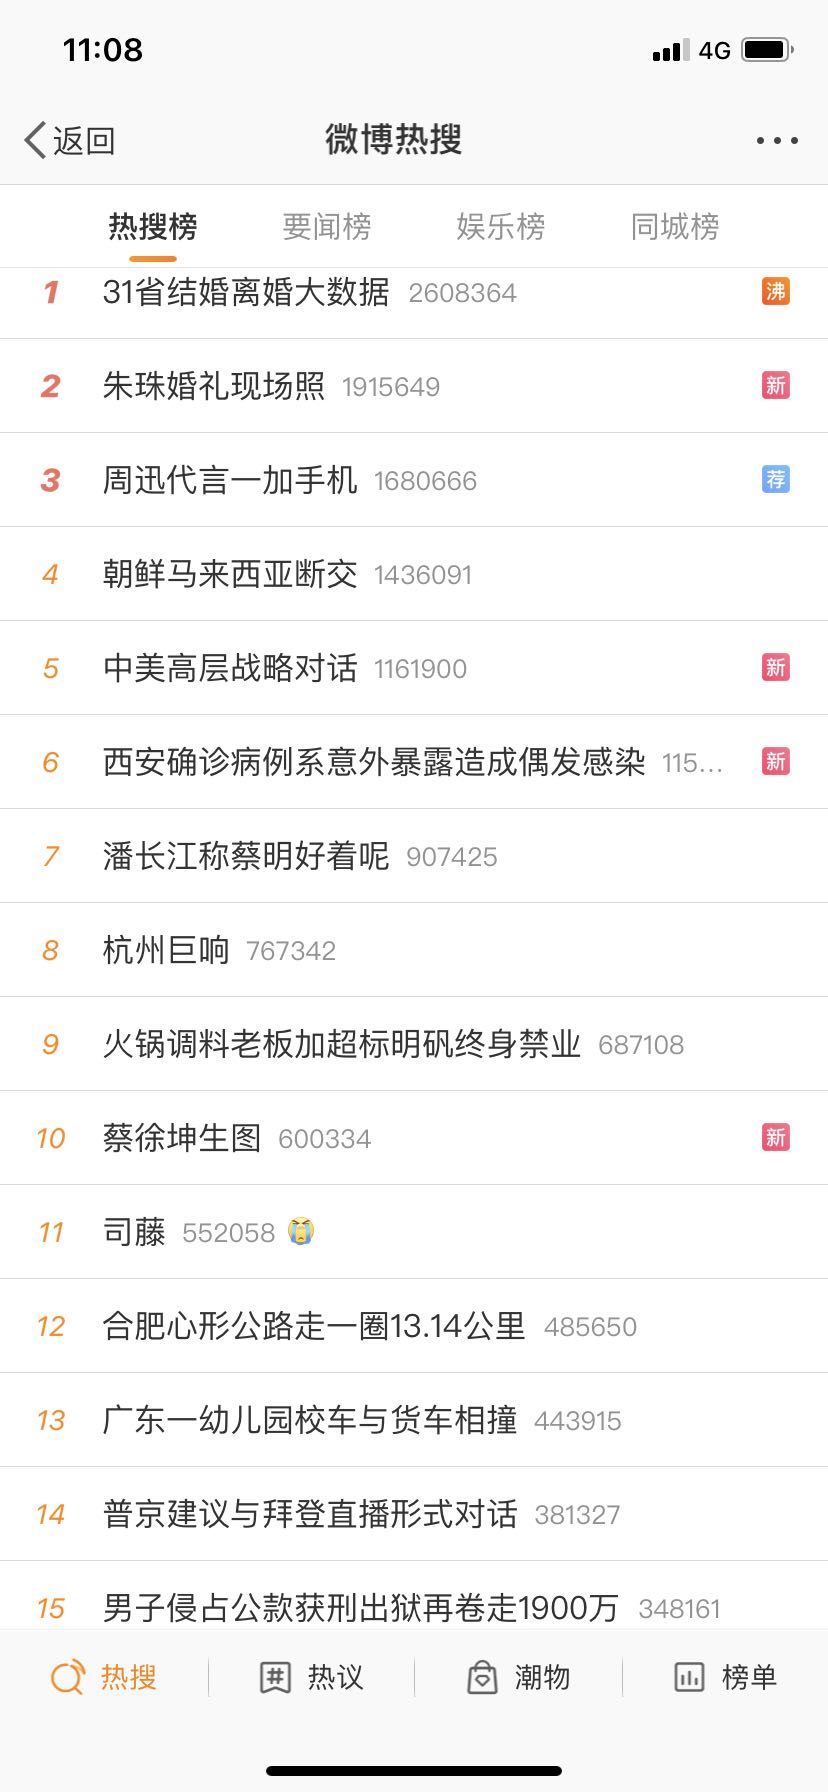 11:08 4G
返回 微博热搜
热搜榜 要闻榜 娱乐榜 同城榜
1 31省结婚离婚大数据 2608364 沸
2 朱珠婚礼现场照 1915649 新
3 周迅代言一加手机 1680666 荐
4 朝鲜马来西亚断交 1436091
5 中美高层战略对话 1161900 新
6 西安确诊病例系意外暴露造成偶发感染 115... 新
7 潘长江称蔡明好着呢 907425
8 杭州巨响 767342
9 火锅调料老板加超标明矾终身禁业 687108
10 蔡徐坤生图 600334 新
11 司藤 552058 😭
12 合肥心形公路走一圈13.14公里 485650
13 广东一幼儿园校车与货车相撞 443915
14 普京建议与拜登直播形式对话 381327
15 男子侵占公款获刑出狱再卷走1900万 348161
热搜 热议 潮物 榜单